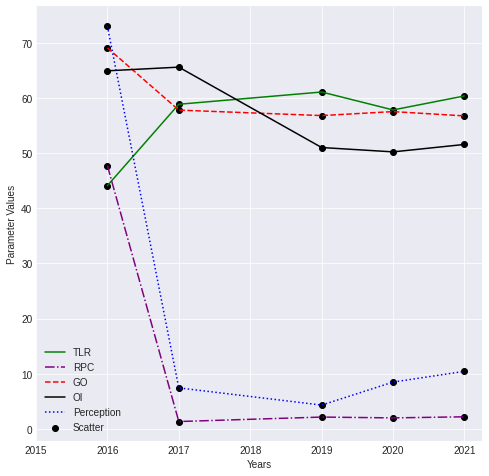 Parameter Values
70
60
50
40
30
20
10
0
TLR
RPC
GO
OI
Perception
Scatter
2015 2016 2017 2018 2019 2020 2021
Years